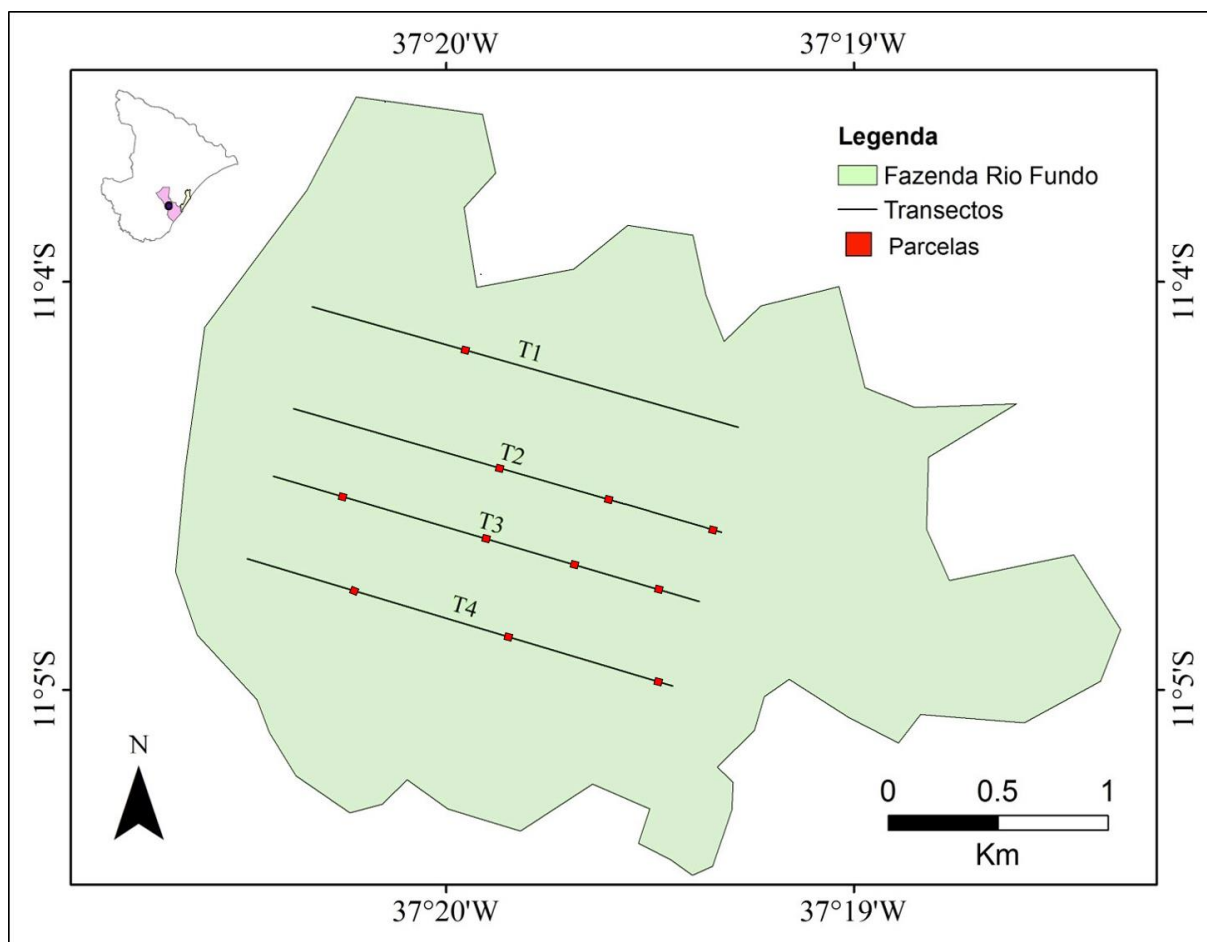 37°20'W 37°19'W
Legenda
Fazenda Rio Fundo
Transectos
Parcelas
11°4'S 11°4'S
T1
T2
T3
T4
11°5'S 11°5'S
N
0 0.5 1
Km
37°20'W 37°19'W